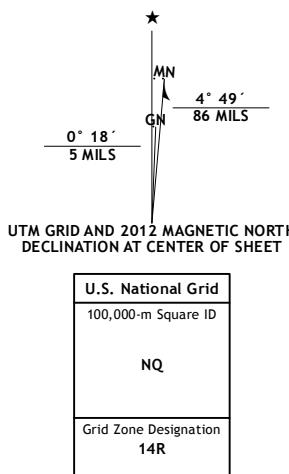 ★
MN
GN
4° 49´
86 MILS
0° 18´
5 MILS
UTM GRID AND 2012 MAGNETIC NORTH
DECLINATION AT CENTER OF SHEET
U.S. National Grid
100,000-m Square ID
NQ
Grid Zone Designation
14R